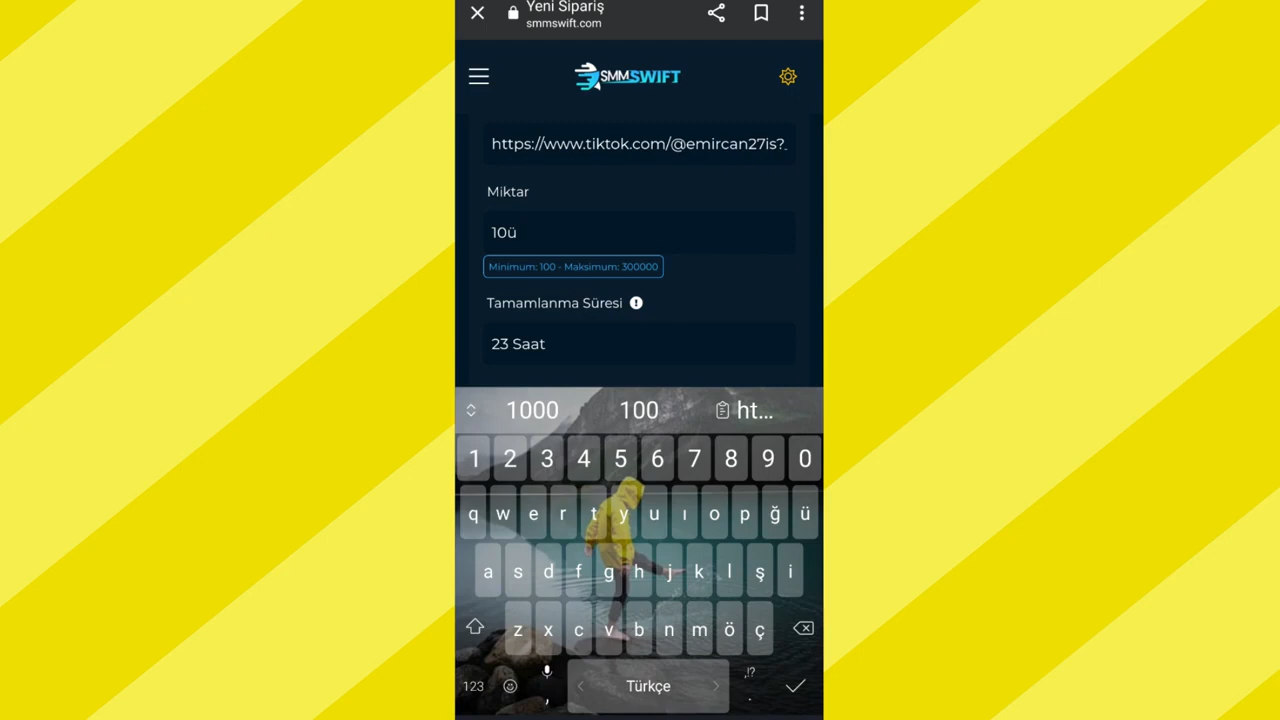 Yeni Sipariş
smmswift.com
SMMSWIFT
https://www.tiktok.com/@emircan27is?_
Miktar
10ü
Minimum: 100 - Maksimum: 300000
Tamamlanma Süresi
23 Saat
1000 100 ht...
1 2 3 4 5 6 7 8 9 0
q w e r t y u ı o p ğ ü
a s d f g h j k l ş i
z x c v b n m ö ç
,!?
123 , Türkçe .